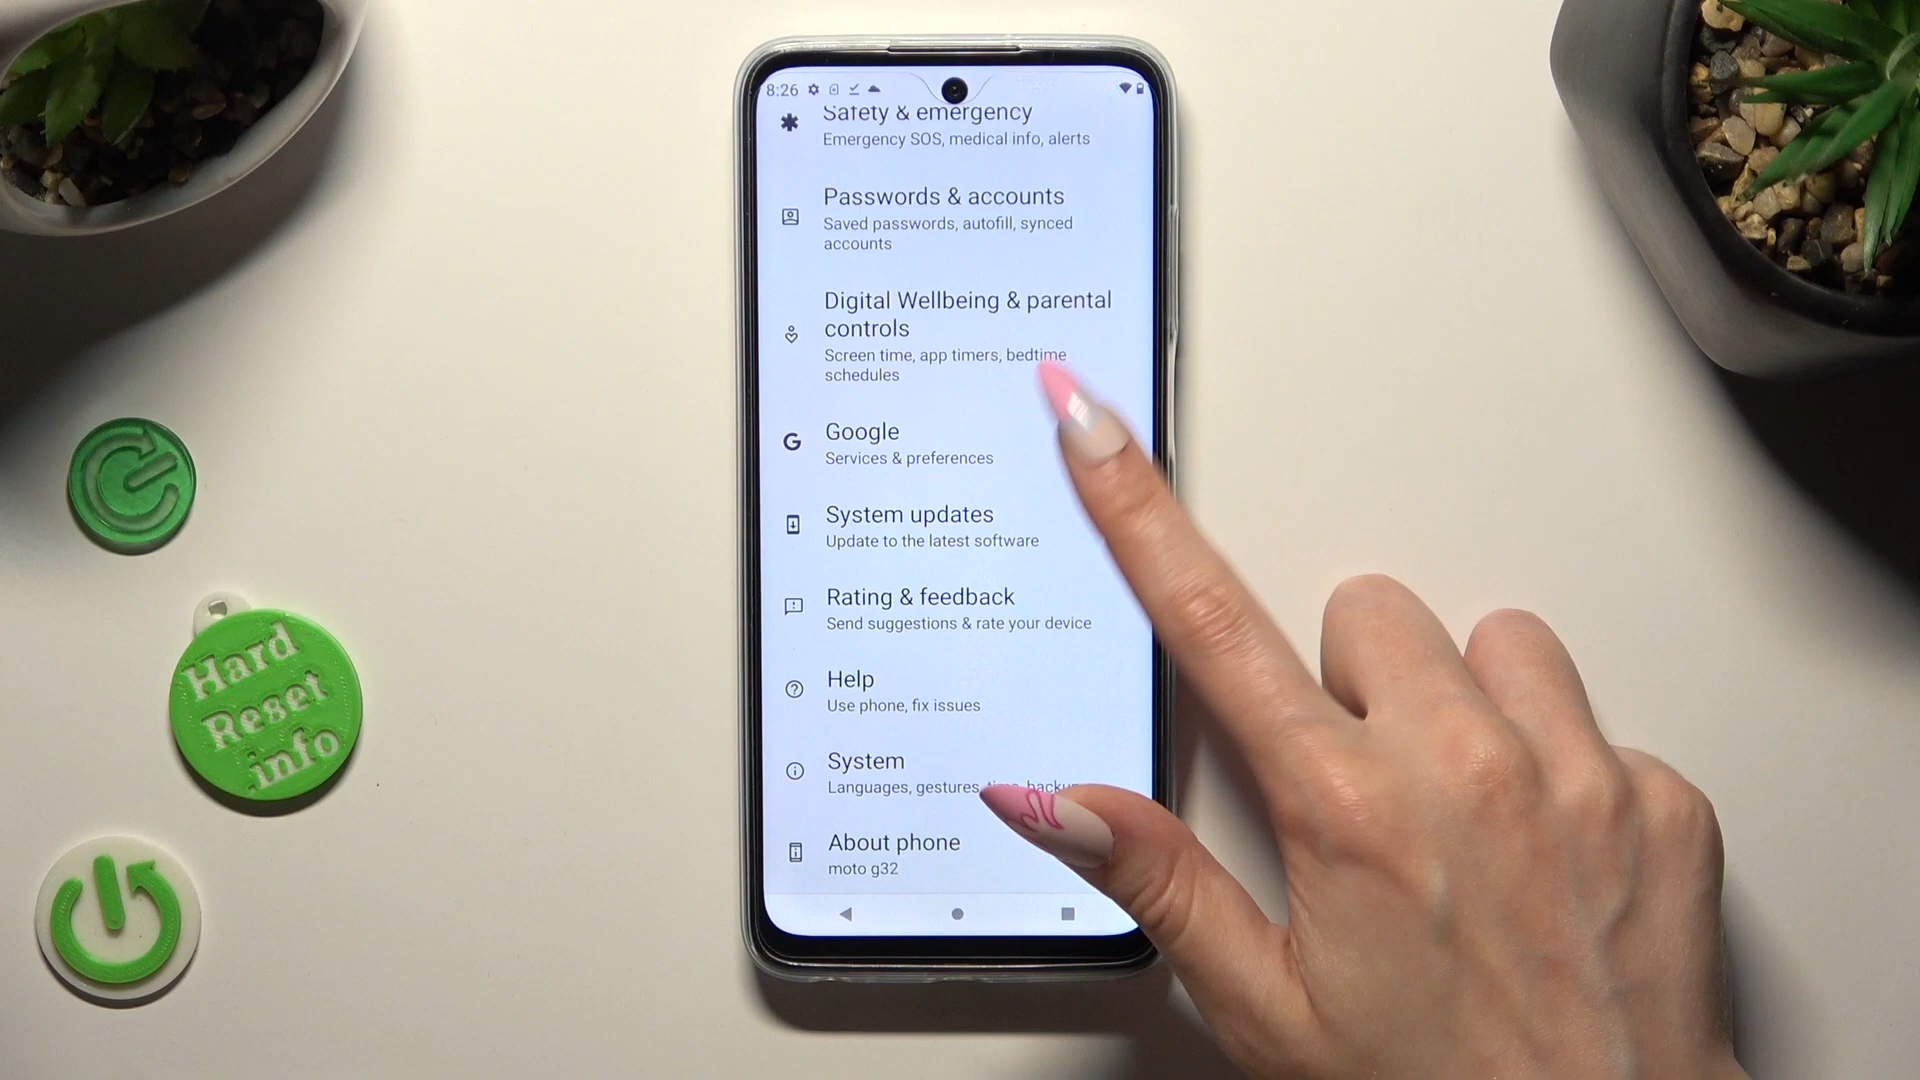 8:26
Safety & emergency
Emergency SOS, medical info, alerts
Passwords & accounts
Saved passwords, autofill, synced
accounts
Digital Wellbeing & parental
controls
Screen time, app timers, bedtime
schedules
G Google
Services & preferences
System updates
Update to the latest software
Rating & feedback
Send suggestions & rate your device
Help
Use phone, fix issues
System
Languages, gestures, time, backup
About phone
moto g32
Hard
Reset
info